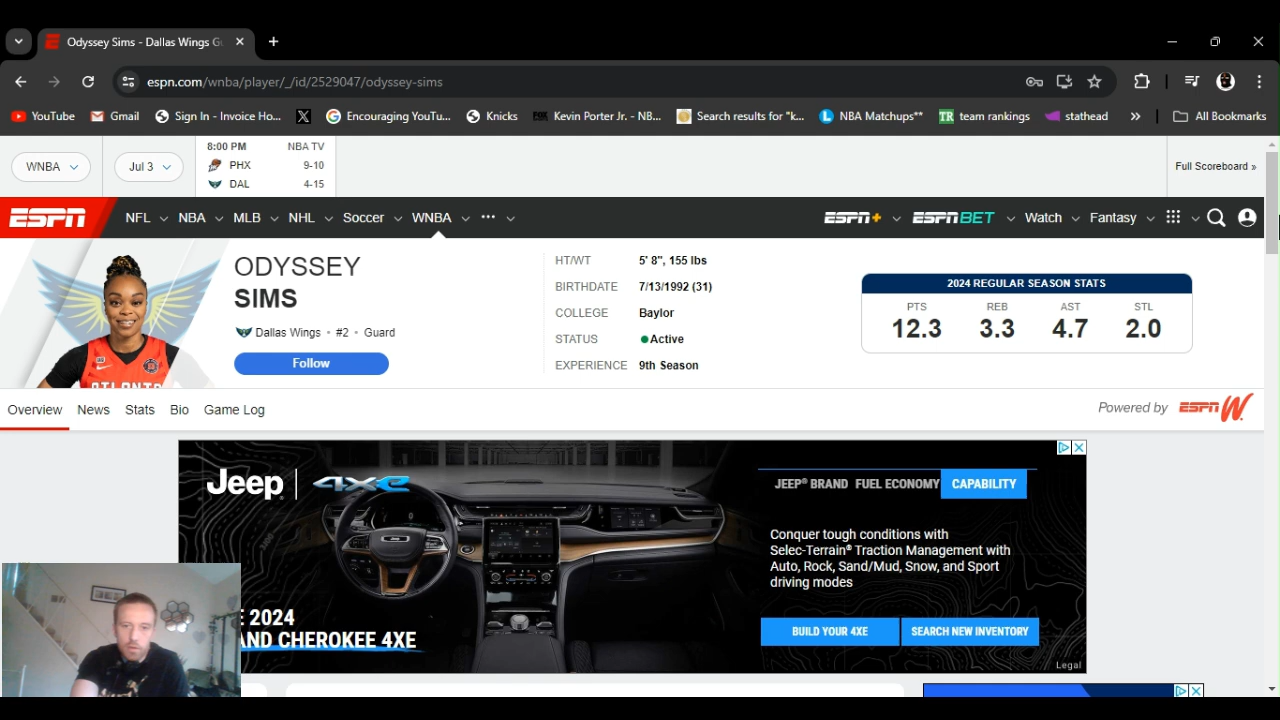 Odyssey Sims - Dallas Wings G
espn.com/wnba/player/_/id/2529047/odyssey-sims
YouTube
Gmail
Sign In - Invoice Ho...
Encouraging YouTu...
Knicks
Kevin Porter Jr. - NB...
Search results for "k...
NBA Matchups**
TR team rankings
stathead
»
All Bookmarks
WNBA
Jul 3
8:00 PM NBA TV
PHX 9-10
DAL 4-15
Full Scoreboard »
ESPN
NFL
NBA
MLB
NHL
Soccer
WNBA
ESPN+
ESPN BET
Watch
Fantasy
ODYSSEY
SIMS
Dallas Wings • #2 • Guard
Follow
HT/WT 5' 8", 155 lbs
BIRTHDATE 7/13/1992 (31)
COLLEGE Baylor
STATUS Active
EXPERIENCE 9th Season
2024 REGULAR SEASON STATS
PTS REB AST STL
12.3 3.3 4.7 2.0
ATLANTA
Overview News Stats Bio Game Log
Powered by ESPN W
Jeep 4xe
JEEP® BRAND FUEL ECONOMY CAPABILITY
Conquer tough conditions with
Selec-Terrain® Traction Management with
Auto, Rock, Sand/Mud, Snow, and Sport
driving modes
E 2024
AND CHEROKEE 4XE
BUILD YOUR 4XE
SEARCH NEW INVENTORY
Legal